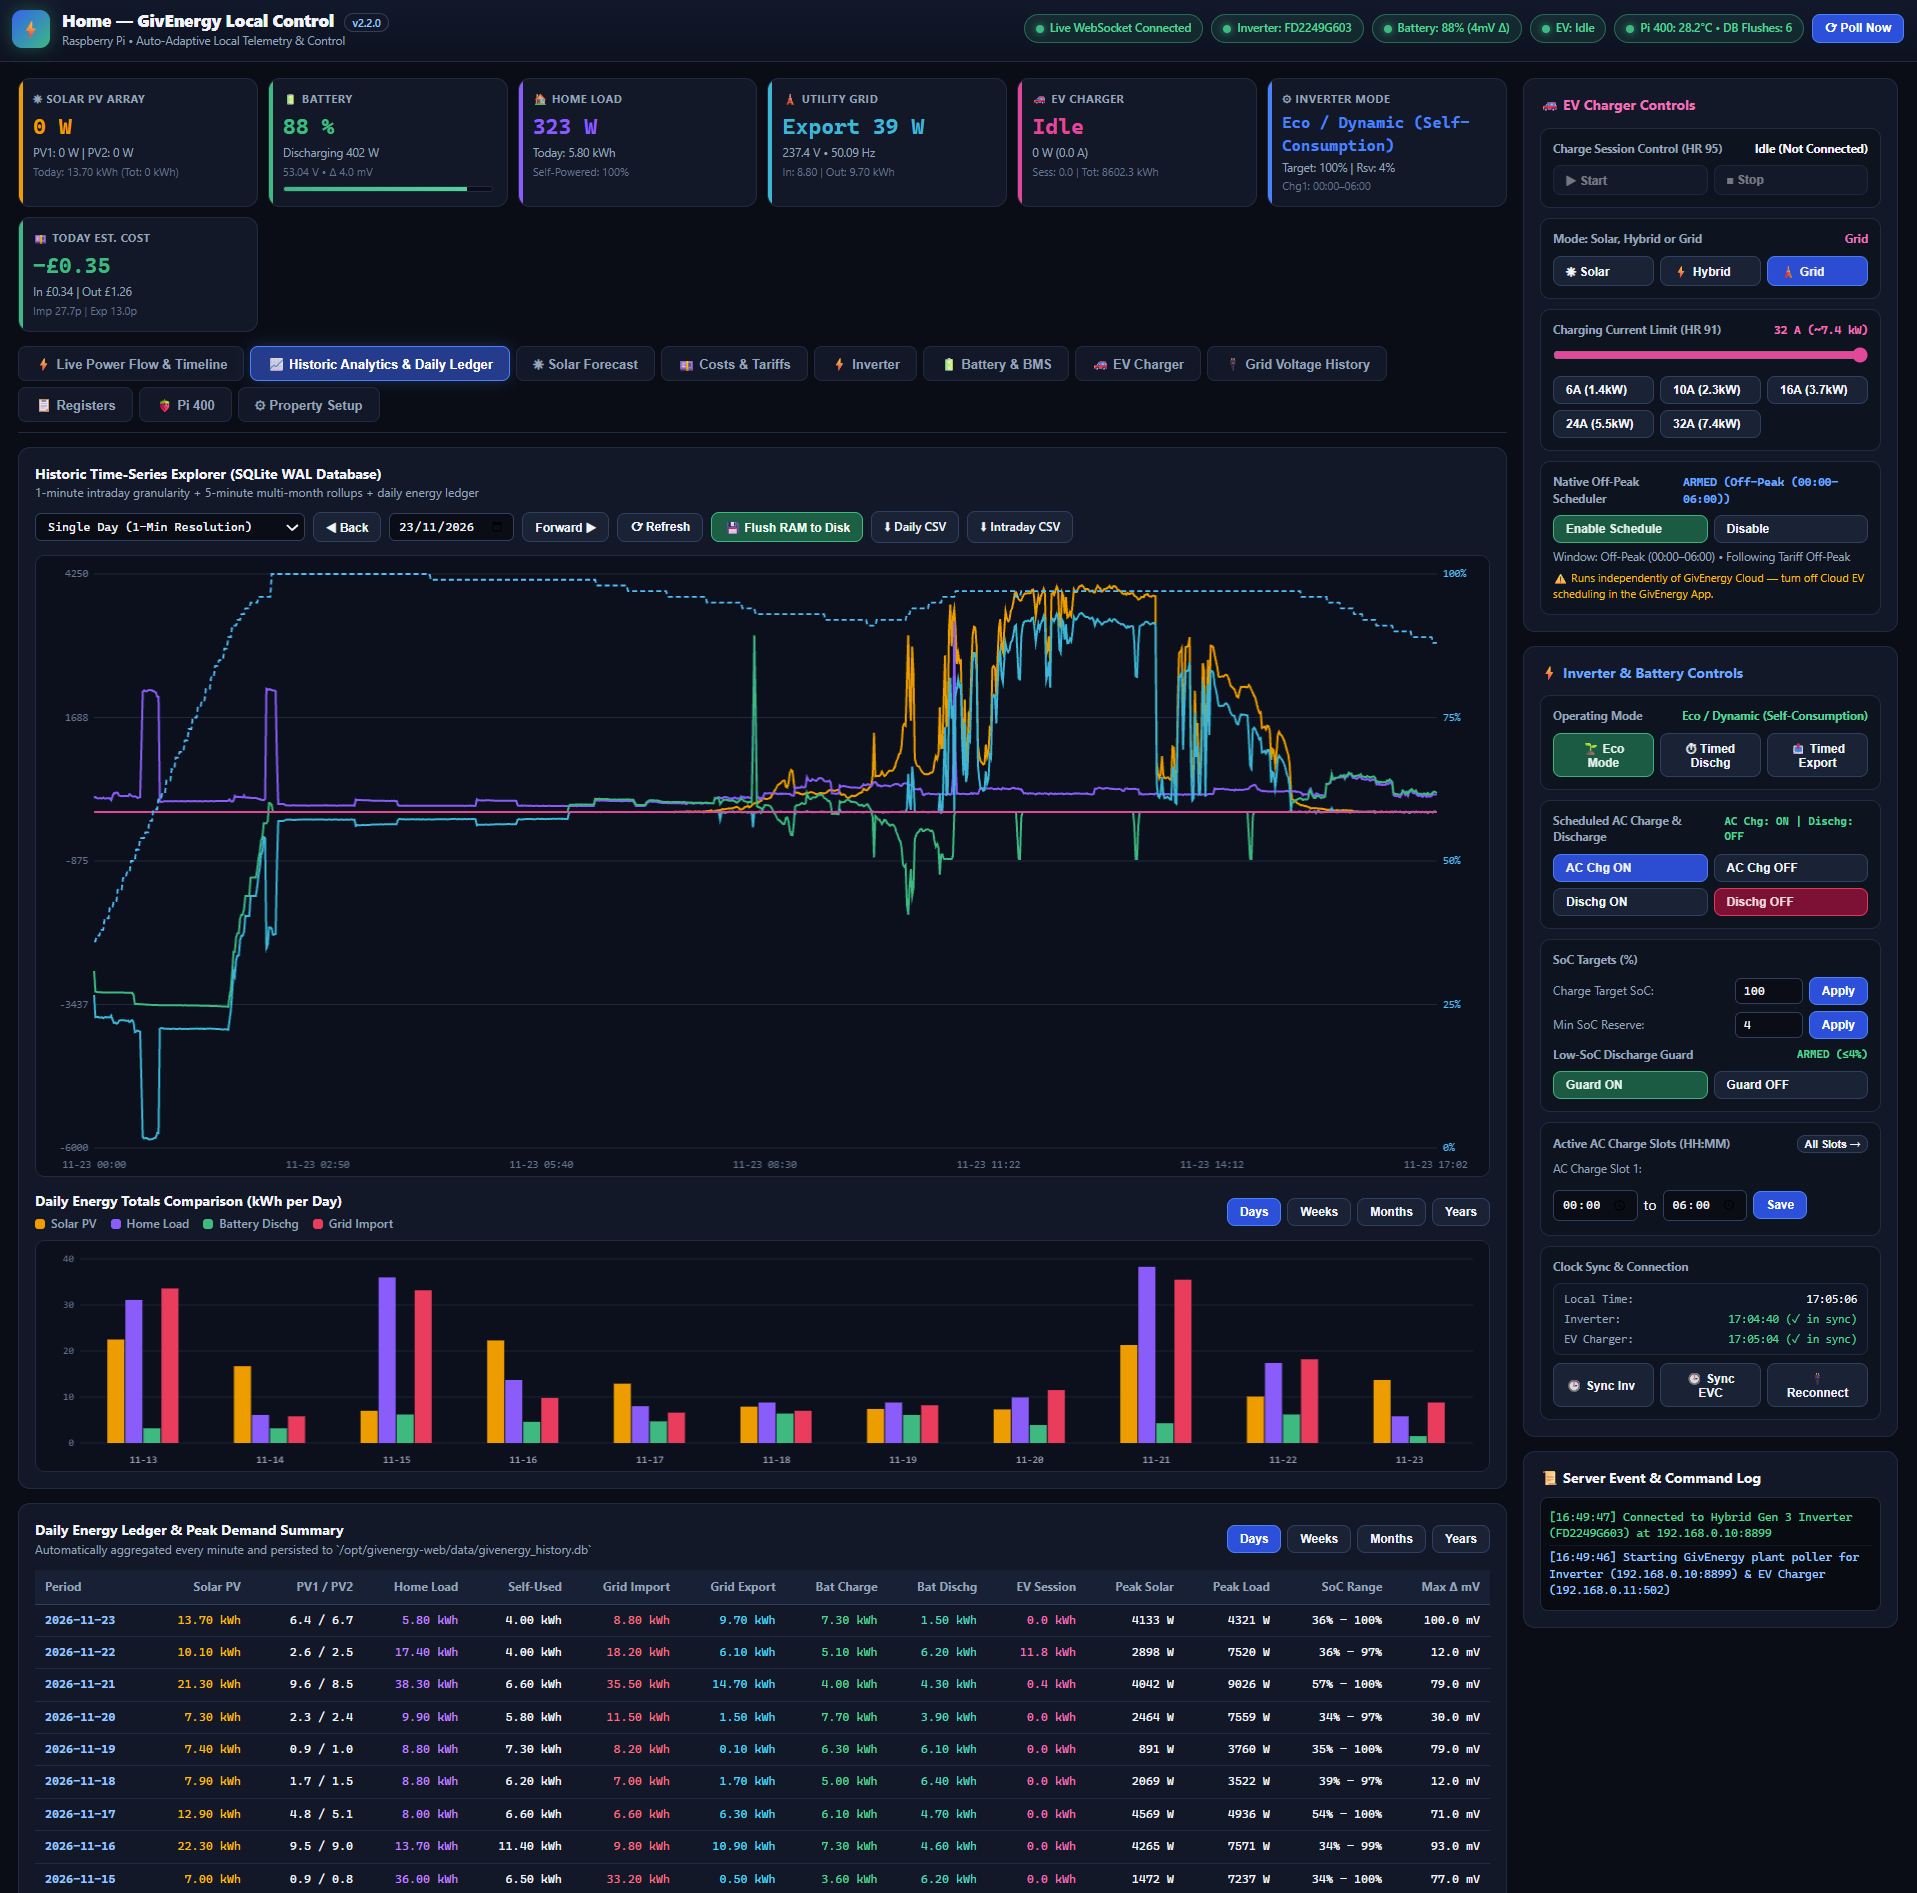 Home — GivEnergy Local Control v2.2.0
Raspberry Pi • Auto-Adaptive Local Telemetry & Control
Live WebSocket Connected
Inverter: FD2249G603
Battery: 88% (4mV Δ)
EV: Idle
Pi 400: 28.2°C • DB Flushes: 6
⟳ Poll Now
SOLAR PV ARRAY
0 W
PV1: 0 W | PV2: 0 W
Today: 13.70 kWh (Tot: 0 kWh)
BATTERY
88 %
Discharging 402 W
53.04 V • Δ 4.0 mV
HOME LOAD
323 W
Today: 5.80 kWh
Self-Powered: 100%
UTILITY GRID
Export 39 W
237.4 V • 50.09 Hz
In: 8.80 | Out: 9.70 kWh
EV CHARGER
Idle
0 W (0.0 A)
Sess: 0.0 | Tot: 8602.3 kWh
INVERTER MODE
Eco / Dynamic (Self-
Consumption)
Target: 100% | Rsv: 4%
Chg1: 00:00–06:00
TODAY EST. COST
−£0.35
In £0.34 | Out £1.26
Imp 27.7p | Exp 13.0p
Live Power Flow & Timeline
Historic Analytics & Daily Ledger
Solar Forecast
Costs & Tariffs
Inverter
Battery & BMS
EV Charger
Grid Voltage History
Registers
Pi 400
Property Setup
Historic Time-Series Explorer (SQLite WAL Database)
1-minute intraday granularity + 5-minute multi-month rollups + daily energy ledger
Single Day (1-Min Resolution)
◀ Back
23/11/2026
Forward ▶
⟳ Refresh
Flush RAM to Disk
⬇ Daily CSV
⬇ Intraday CSV
4250 100%
1688 75%
-875 50%
-3437 25%
-6000 0%
11-23 00:00 11-23 02:50 11-23 05:40 11-23 08:30 11-23 11:22 11-23 14:12 11-23 17:02
Daily Energy Totals Comparison (kWh per Day)
Solar PV Home Load Battery Dischg Grid Import
Days Weeks Months Years
40
30
20
10
0
11-13 11-14 11-15 11-16 11-17 11-18 11-19 11-20 11-21 11-22 11-23
Daily Energy Ledger & Peak Demand Summary
Automatically aggregated every minute and persisted to `/opt/givenergy-web/data/givenergy_history.db`
Days Weeks Months Years
Period Solar PV PV1 / PV2 Home Load Self-Used Grid Import Grid Export Bat Charge Bat Dischg EV Session Peak Solar Peak Load SoC Range Max Δ mV
2026-11-23 13.70 kWh 6.4 / 6.7 5.80 kWh 4.00 kWh 8.80 kWh 9.70 kWh 7.30 kWh 1.50 kWh 0.0 kWh 4133 W 4321 W 36% – 100% 100.0 mV
2026-11-22 10.10 kWh 2.6 / 2.5 17.40 kWh 4.00 kWh 18.20 kWh 6.10 kWh 5.10 kWh 6.20 kWh 11.8 kWh 2898 W 7520 W 36% – 97% 12.0 mV
2026-11-21 21.30 kWh 9.6 / 8.5 38.30 kWh 6.60 kWh 35.50 kWh 14.70 kWh 4.00 kWh 4.30 kWh 0.4 kWh 4042 W 9026 W 57% – 100% 79.0 mV
2026-11-20 7.30 kWh 2.3 / 2.4 9.90 kWh 5.80 kWh 11.50 kWh 1.50 kWh 7.70 kWh 3.90 kWh 0.0 kWh 2464 W 7559 W 34% – 97% 30.0 mV
2026-11-19 7.40 kWh 0.9 / 1.0 8.80 kWh 7.30 kWh 8.20 kWh 0.10 kWh 6.30 kWh 6.10 kWh 0.0 kWh 891 W 3760 W 35% – 100% 79.0 mV
2026-11-18 7.90 kWh 1.7 / 1.5 8.80 kWh 6.20 kWh 7.00 kWh 1.70 kWh 5.00 kWh 6.40 kWh 0.0 kWh 2069 W 3522 W 39% – 97% 12.0 mV
2026-11-17 12.90 kWh 4.8 / 5.1 8.00 kWh 6.60 kWh 6.60 kWh 6.30 kWh 6.10 kWh 4.70 kWh 0.0 kWh 4569 W 4936 W 54% – 100% 71.0 mV
2026-11-16 22.30 kWh 9.5 / 9.0 13.70 kWh 11.40 kWh 9.80 kWh 10.90 kWh 7.30 kWh 4.60 kWh 0.0 kWh 4265 W 7571 W 34% – 99% 93.0 mV
2026-11-15 7.00 kWh 0.9 / 0.8 36.00 kWh 6.50 kWh 33.20 kWh 0.50 kWh 3.60 kWh 6.20 kWh 0.0 kWh 1472 W 7237 W 34% – 100% 77.0 mV
EV Charger Controls
Charge Session Control (HR 95) Idle (Not Connected)
▶ Start ■ Stop
Mode: Solar, Hybrid or Grid Grid
Solar Hybrid Grid
Charging Current Limit (HR 91) 32 A (~7.4 kW)
6A (1.4kW) 10A (2.3kW) 16A (3.7kW)
24A (5.5kW) 32A (7.4kW)
Native Off-Peak
Scheduler
ARMED (Off-Peak (00:00–
06:00))
Enable Schedule Disable
Window: Off-Peak (00:00–06:00) • Following Tariff Off-Peak
⚠ Runs independently of GivEnergy Cloud — turn off Cloud EV
scheduling in the GivEnergy App.
Inverter & Battery Controls
Operating Mode Eco / Dynamic (Self-Consumption)
Eco
Mode
Timed
Dischg
Timed
Export
Scheduled AC Charge &
Discharge
AC Chg: ON | Dischg:
OFF
AC Chg ON AC Chg OFF
Dischg ON Dischg OFF
SoC Targets (%)
Charge Target SoC: 100 Apply
Min SoC Reserve: 4 Apply
Low-SoC Discharge Guard ARMED (≤4%)
Guard ON Guard OFF
Active AC Charge Slots (HH:MM) All Slots →
AC Charge Slot 1:
00:00 to 06:00 Save
Clock Sync & Connection
Local Time: 17:05:06
Inverter: 17:04:40 (✓ in sync)
EV Charger: 17:05:04 (✓ in sync)
Sync Inv
Sync
EVC
Reconnect
Server Event & Command Log
[16:49:47] Connected to Hybrid Gen 3 Inverter
(FD2249G603) at 192.168.0.10:8899
[16:49:46] Starting GivEnergy plant poller for
Inverter (192.168.0.10:8899) & EV Charger
(192.168.0.11:502)